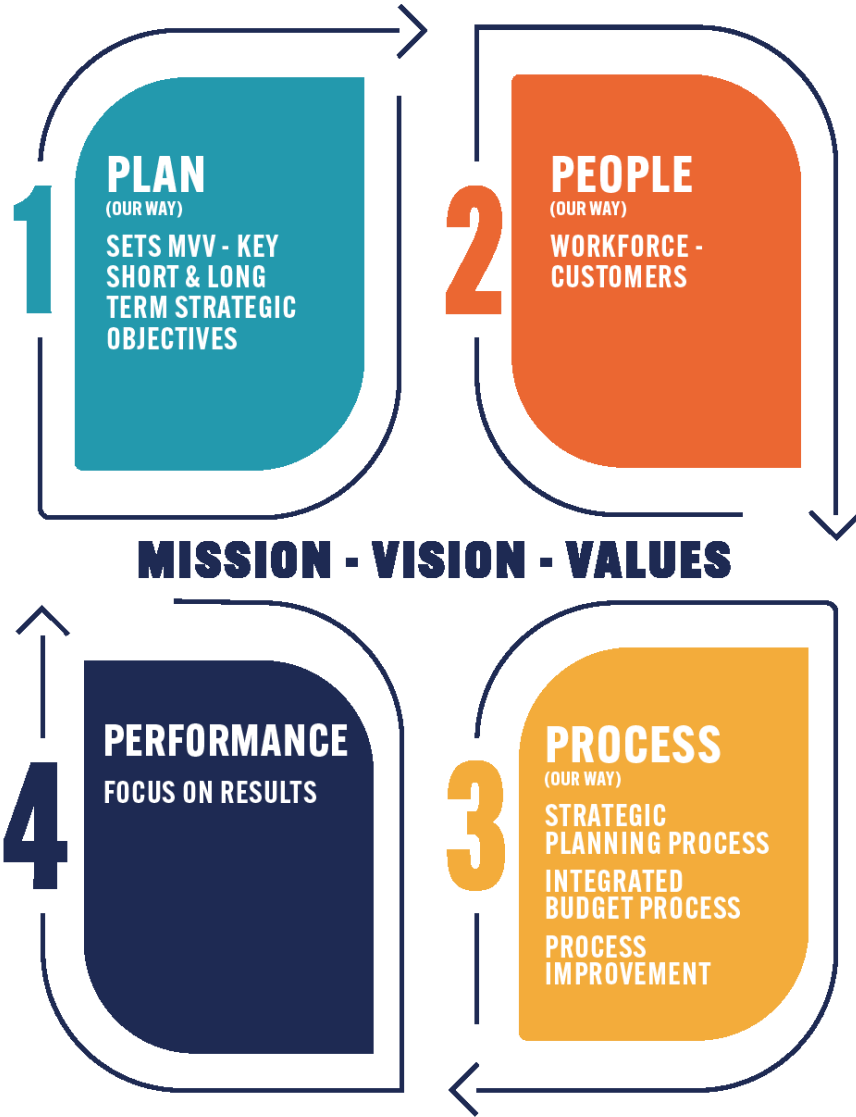 1
PLAN
(OUR WAY)
SETS MVV - KEY
SHORT & LONG
TERM STRATEGIC
OBJECTIVES
2
PEOPLE
(OUR WAY)
WORKFORCE -
CUSTOMERS
MISSION - VISION - VALUES
3
PROCESS
(OUR WAY)
STRATEGIC
PLANNING PROCESS
INTEGRATED
BUDGET PROCESS
PROCESS
IMPROVEMENT
4
PERFORMANCE
FOCUS ON RESULTS